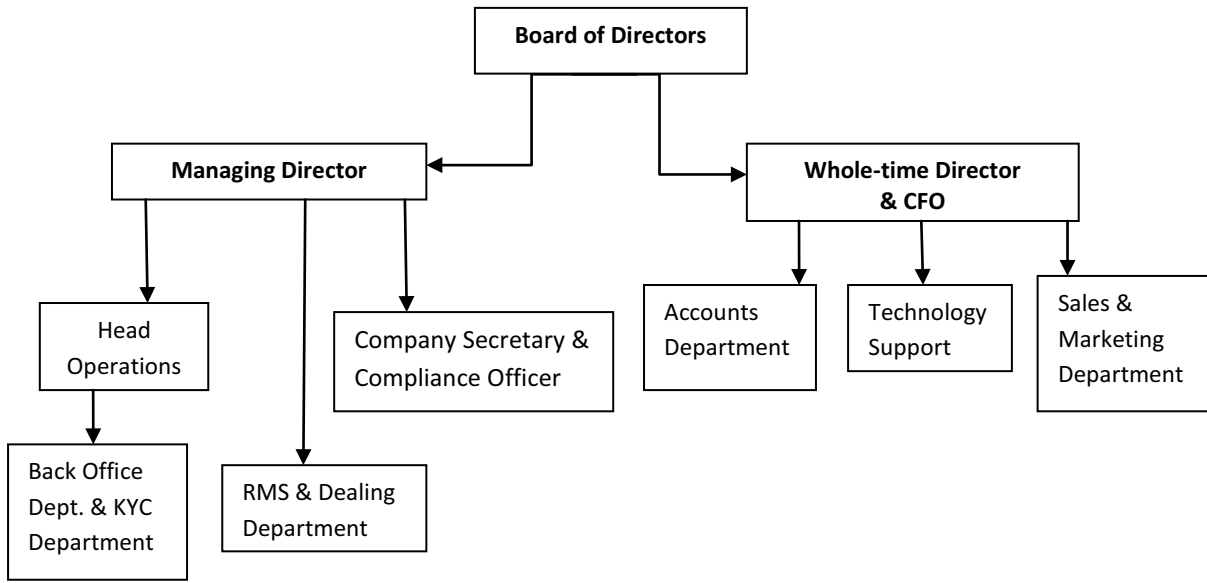 Board of Directors
Managing Director
Whole-time Director
& CFO
Head
Operations
Company Secretary &
Compliance Officer
Accounts
Department
Technology
Support
Sales &
Marketing
Department
Back Office
Dept. & KYC
Department
RMS & Dealing
Department